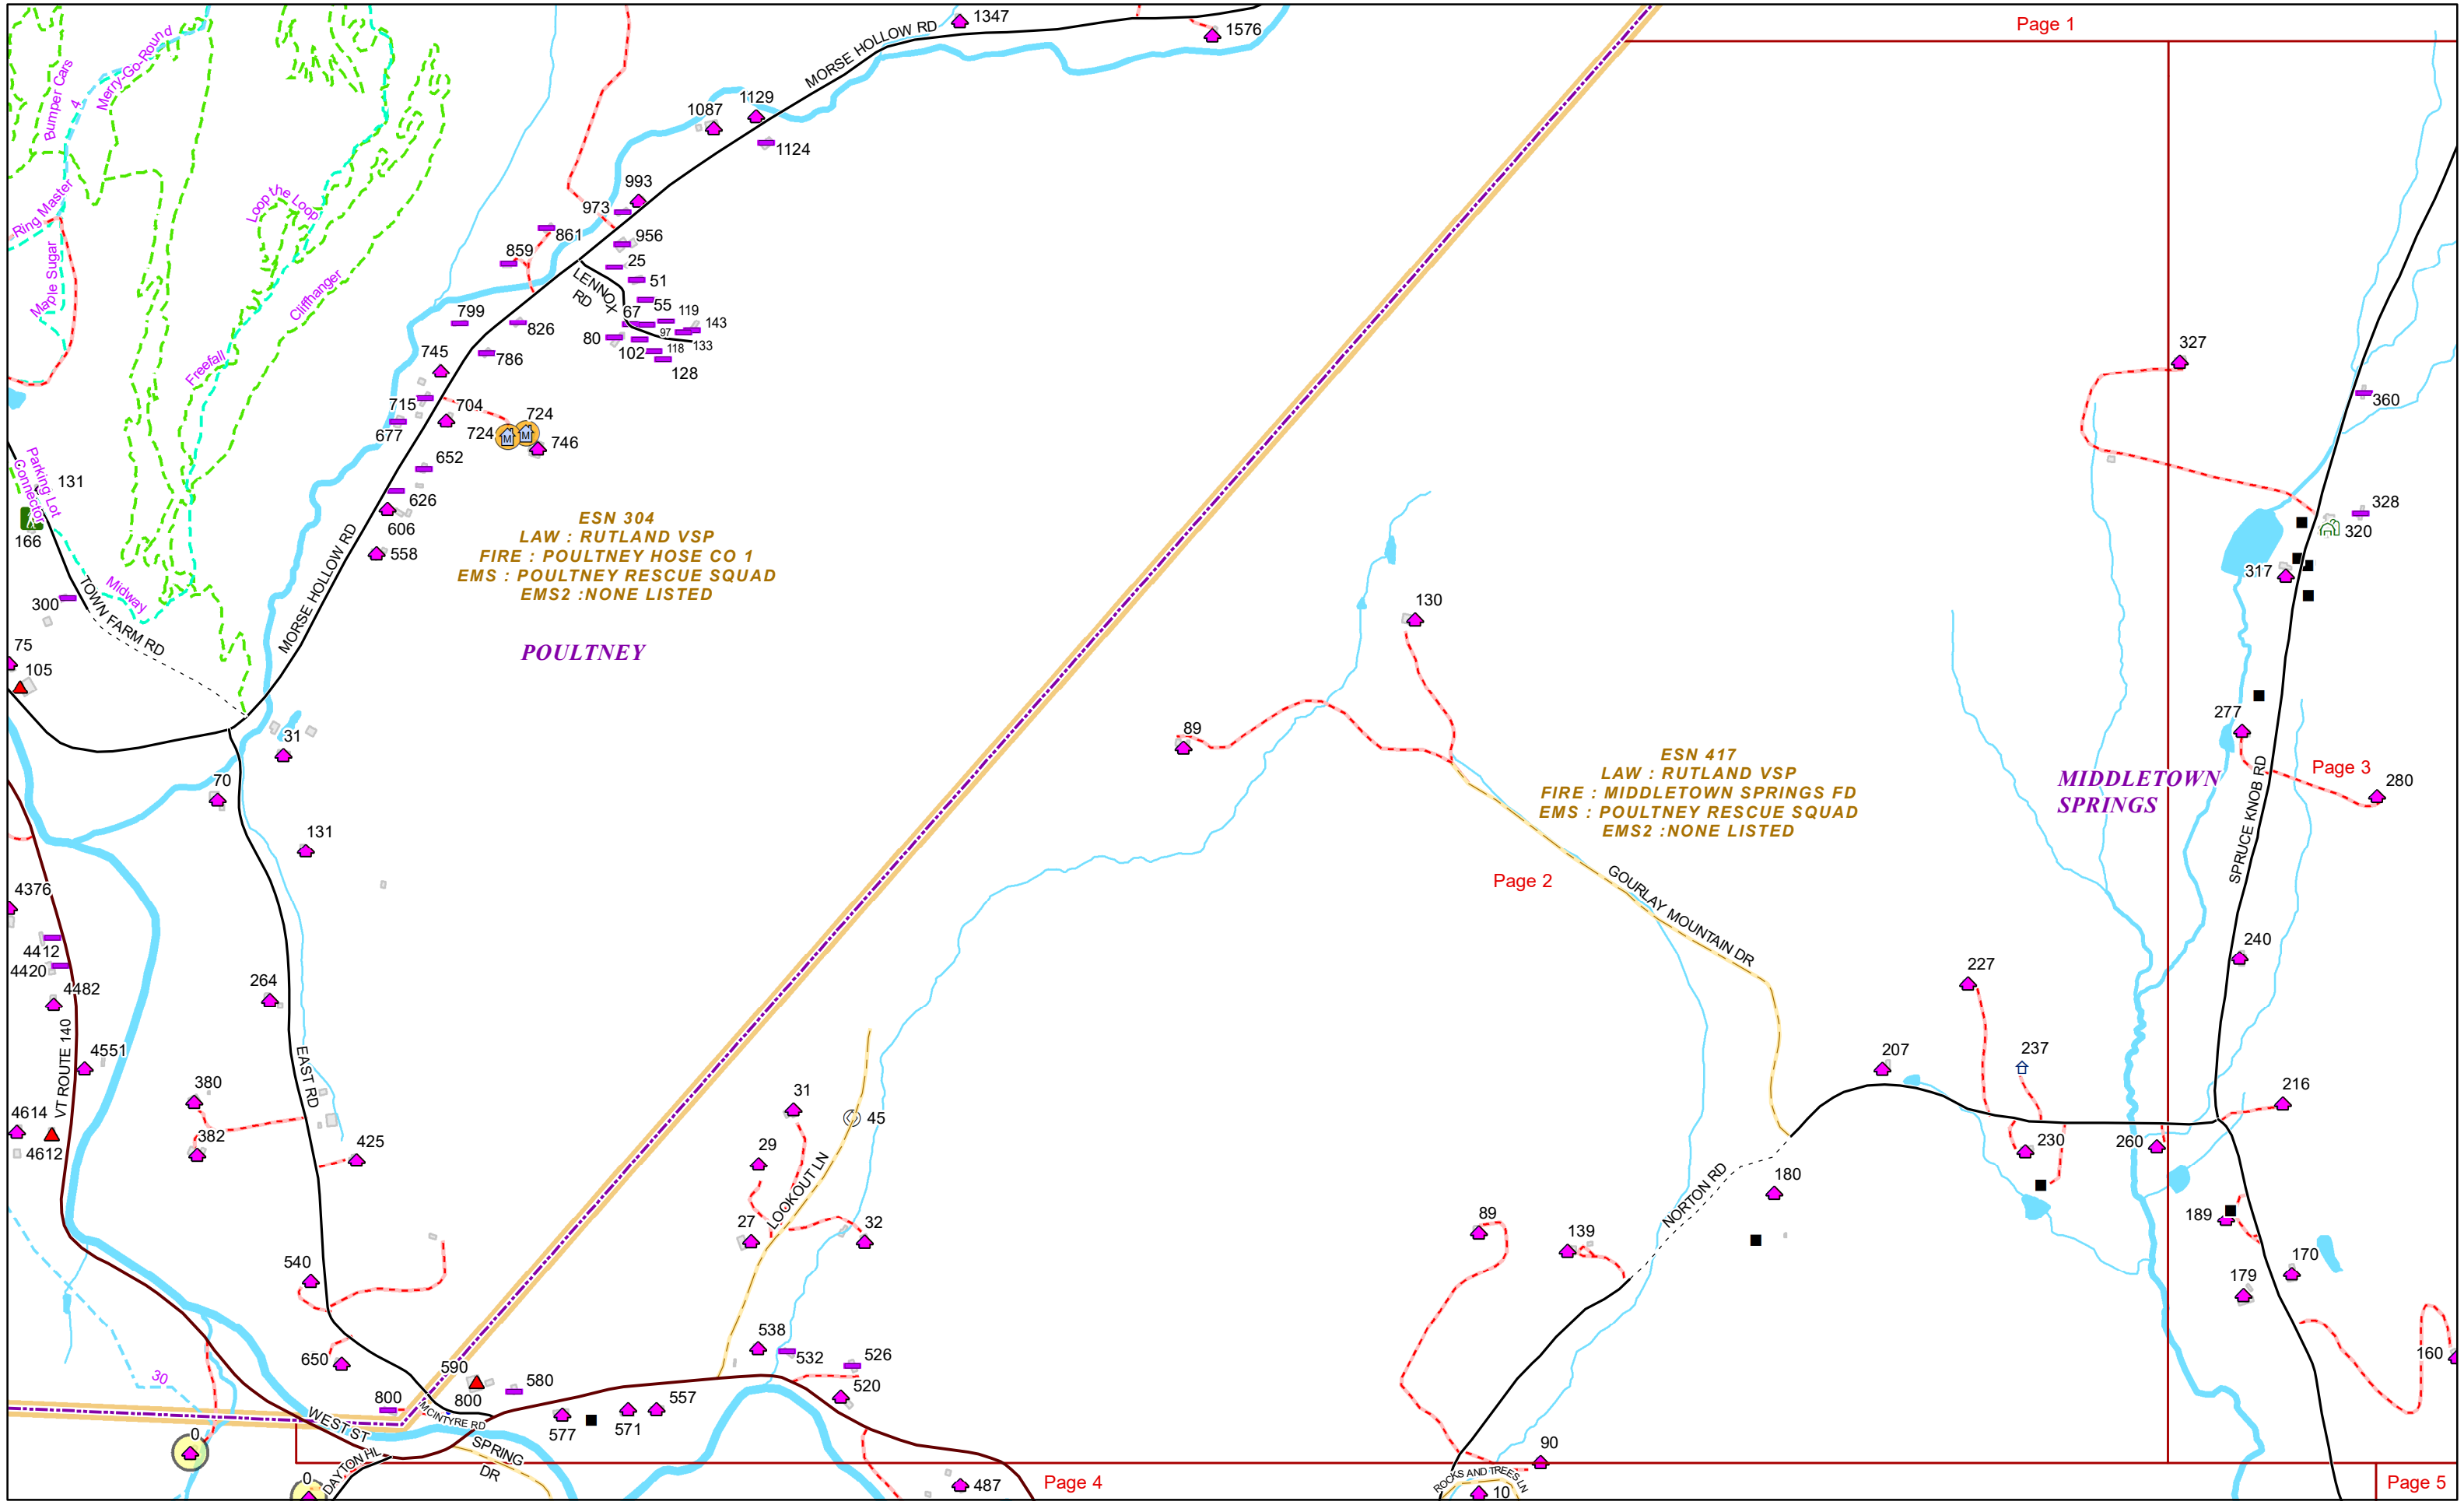 Page 1
1347
1576
MORSE HOLLOW RD
Merry-Go-Round
Bumper Cars
4
1087
1129
1124
Ring Master
Loop the Loop
993
973
861
956
859
25
51
Maple Sugar
Cliffhanger
LENNOX
RD
55
67
119
143
97
133
118
80
102
128
799
826
786
745
Freefall
715
704
677
724
724
746
652
626
606
558
327
360
328
320
317
Parking Lot
Connector
131
166
ESN 304
LAW : RUTLAND VSP
FIRE : POULTNEY HOSE CO 1
EMS : POULTNEY RESCUE SQUAD
EMS2 :NONE LISTED
POULTNEY
MORSE HOLLOW RD
Midway
TOWN FARM RD
300
75
105
130
89
31
70
131
277
280
Page 3
ESN 417
LAW : RUTLAND VSP
FIRE : MIDDLETOWN SPRINGS FD
EMS : POULTNEY RESCUE SQUAD
EMS2 :NONE LISTED
MIDDLETOWN
SPRINGS
SPRUCE KNOB RD
Page 2
GOURLAY MOUNTAIN DR
4376
4412
4420
4482
4551
VT ROUTE 140
264
EAST RD
240
227
207
237
216
380
382
425
4614
4612
31
45
29
LOOKOUT LN
27
32
180
230
260
NORTON RD
89
139
189
170
179
160
540
650
30
538
532
526
520
590
580
800
800
MCINTYRE RD
WEST ST
577
571
557
0
0
DAYTON HL
SPRING
DR
487
Page 4
90
ROCKS AND TREES LN
10
Page 5